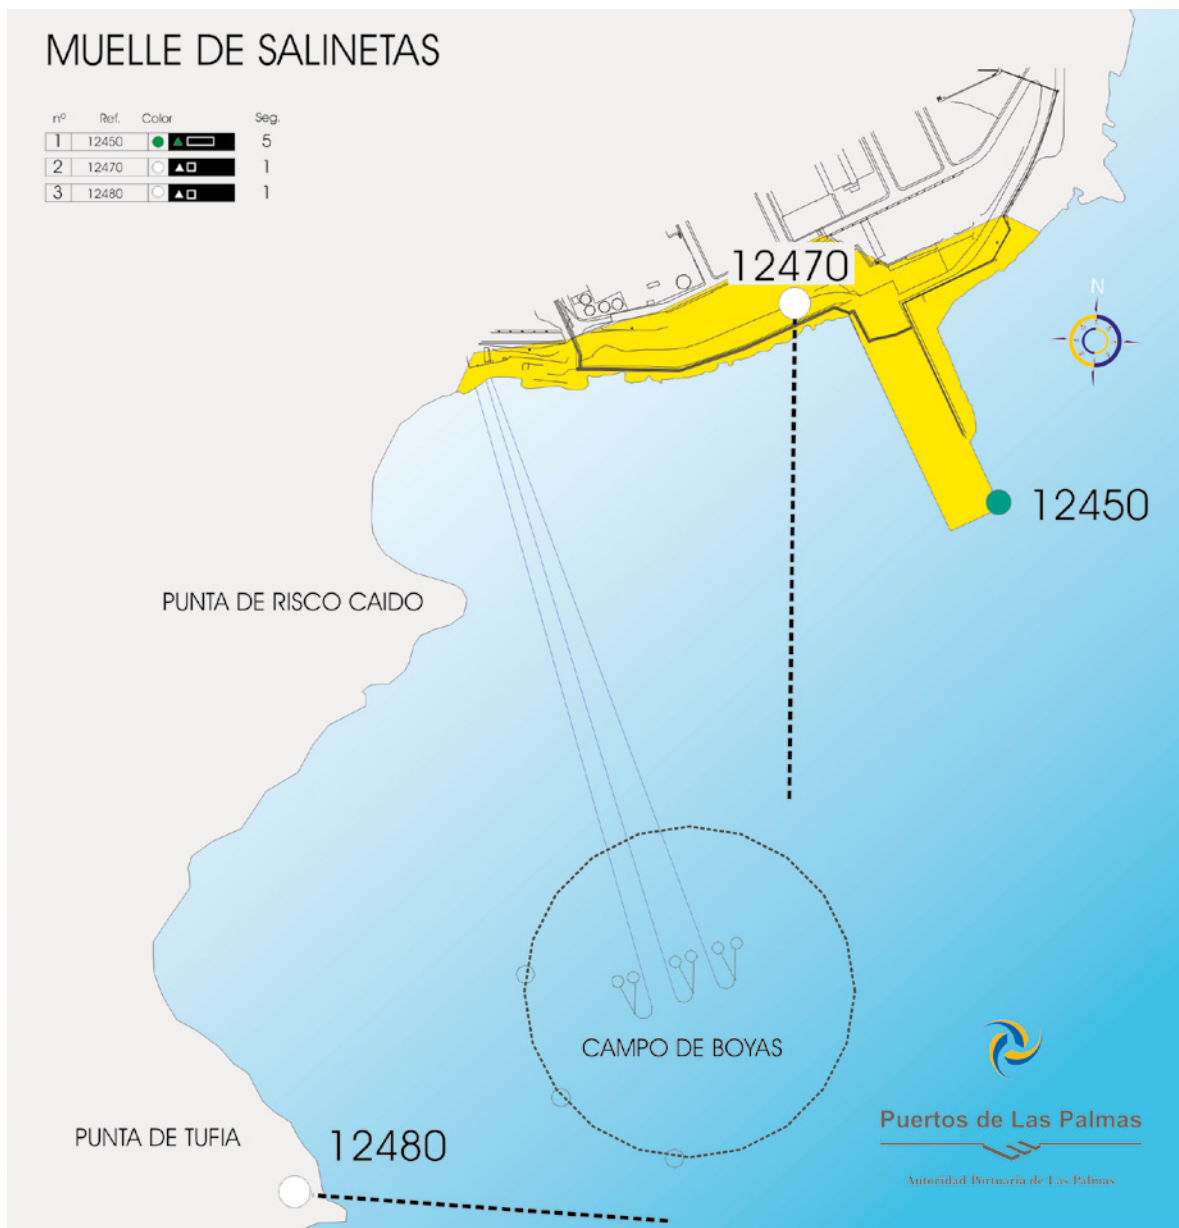 MUELLE DE SALINETAS
nº Ref. Color Seg.
1 12450 5
2 12470 1
3 12480 1
12470
N
12450
PUNTA DE RISCO CAIDO
CAMPO DE BOYAS
PUNTA DE TUFIA
12480
Puertos de Las Palmas
Autoridad Portuaria de Las Palmas